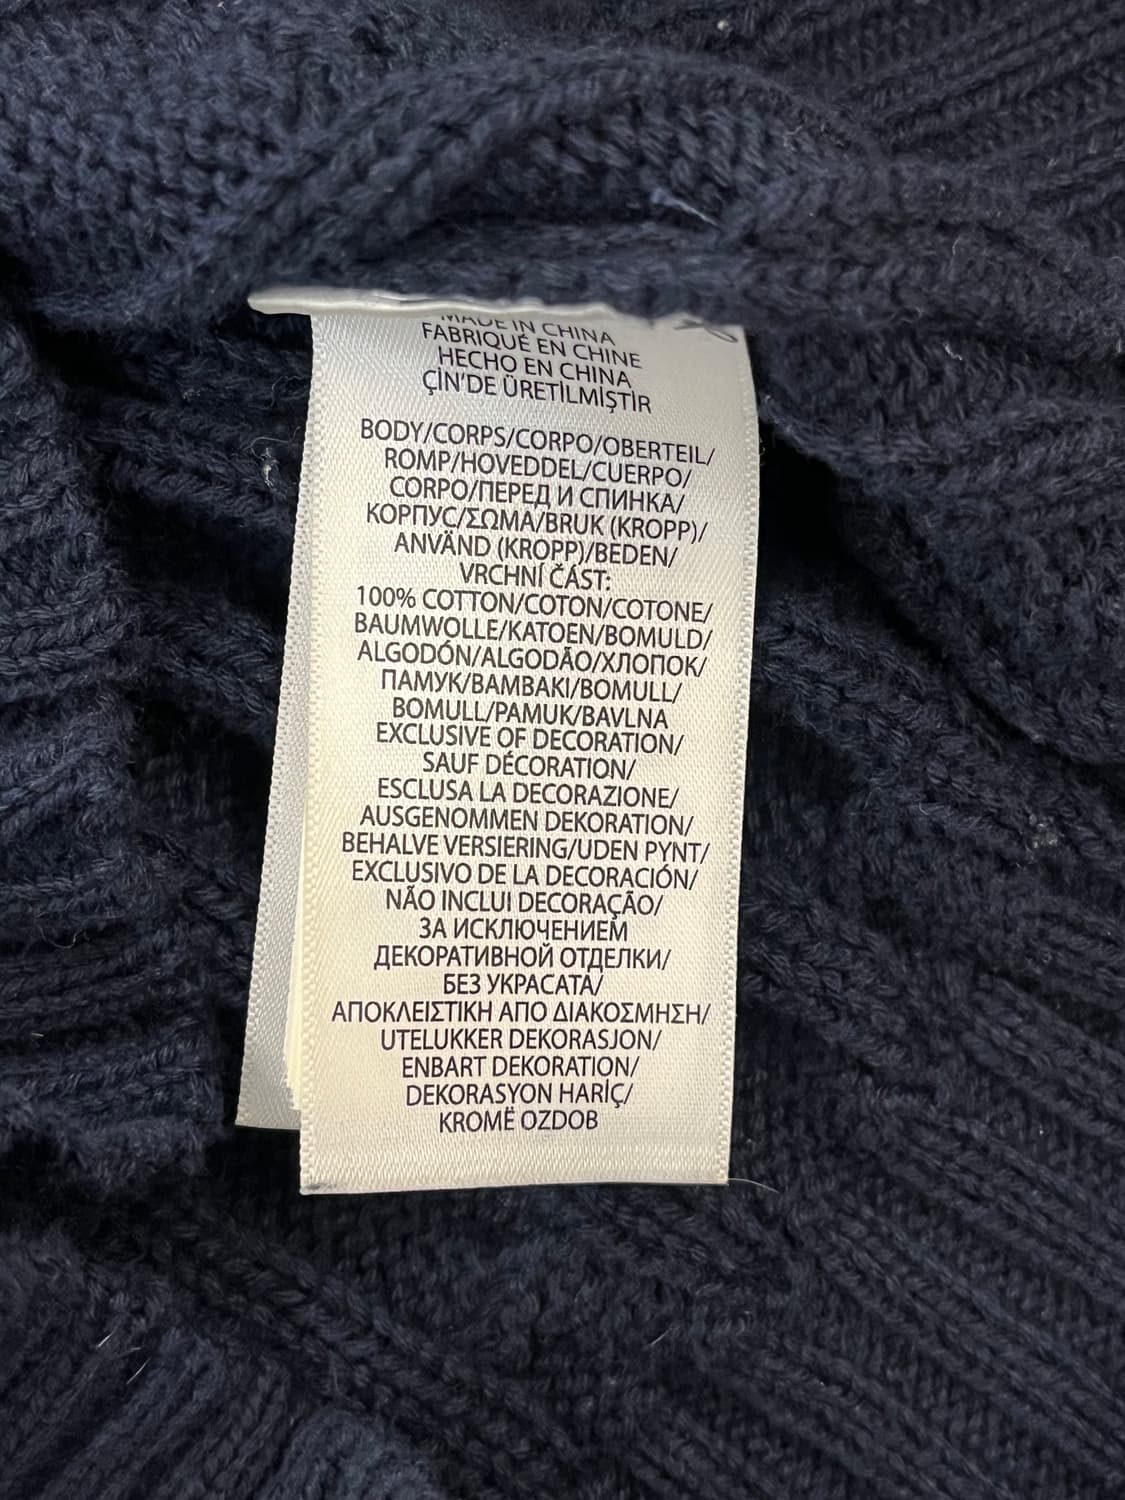 MADE IN CHINA
FABRIQUÉ EN CHINE
HECHO EN CHINA
ÇİN'DE ÜRETİLMİŞTİR
BODY/CORPS/CORPO/OBERTEIL/
ROMP/HOVEDDEL/CUERPO/
CORPO/ПЕРЕД И СПИНКА/
КОРПУС/ΣΩΜΑ/BRUK (KROPP)/
ANVÄND (KROPP)/BEDEN/
VRCHNÍ ČÁST:
100% COTTON/COTON/COTONE/
BAUMWOLLE/KATOEN/BOMULD/
ALGODÓN/ALGODÃO/ХЛОПОК/
ПАМУК/ΒΑΜΒΑΚΙ/BOMULL/
BOMULL/PAMUK/BAVLNA
EXCLUSIVE OF DECORATION/
SAUF DÉCORATION/
ESCLUSA LA DECORAZIONE/
AUSGENOMMEN DEKORATION/
BEHALVE VERSIERING/UDEN PYNT/
EXCLUSIVO DE LA DECORACIÓN/
NÃO INCLUI DECORAÇÃO/
ЗА ИСКЛЮЧЕНИЕМ
ДЕКОРАТИВНОЙ ОТДЕЛКИ/
БЕЗ УКРАСАТА/
ΑΠΟΚΛΕΙΣΤΙΚΗ ΑΠΟ ΔΙΑΚΟΣΜΗΣΗ/
UTELUKKER DEKORASJON/
ENBART DEKORATION/
DEKORASYON HARİÇ/
KROMĚ OZDOB